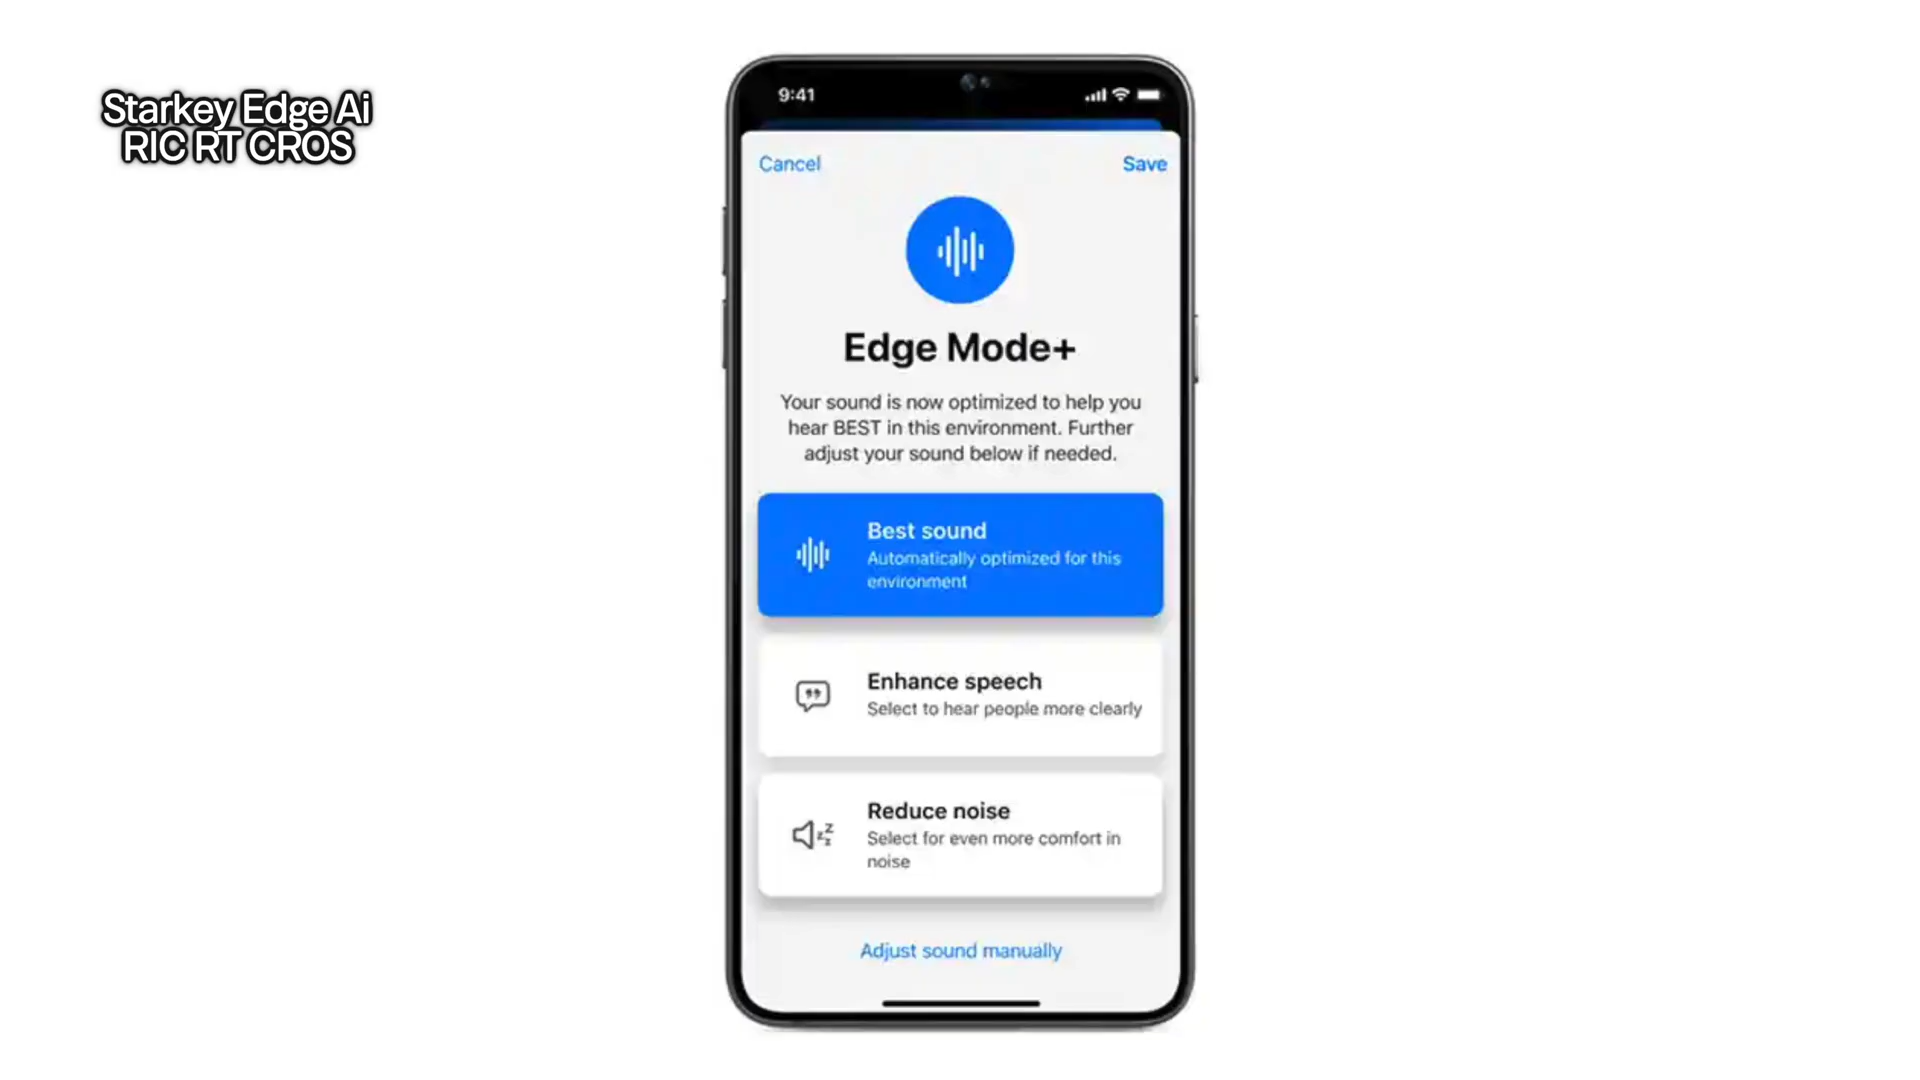 Starkey Edge Ai
RIC RT CROS
9:41
Cancel
Save
Edge Mode+
Your sound is now optimized to help you
hear BEST in this environment. Further
adjust your sound below if needed.
Best sound
Automatically optimized for this
environment
Enhance speech
Select to hear people more clearly
Reduce noise
Select for even more comfort in
noise
Adjust sound manually